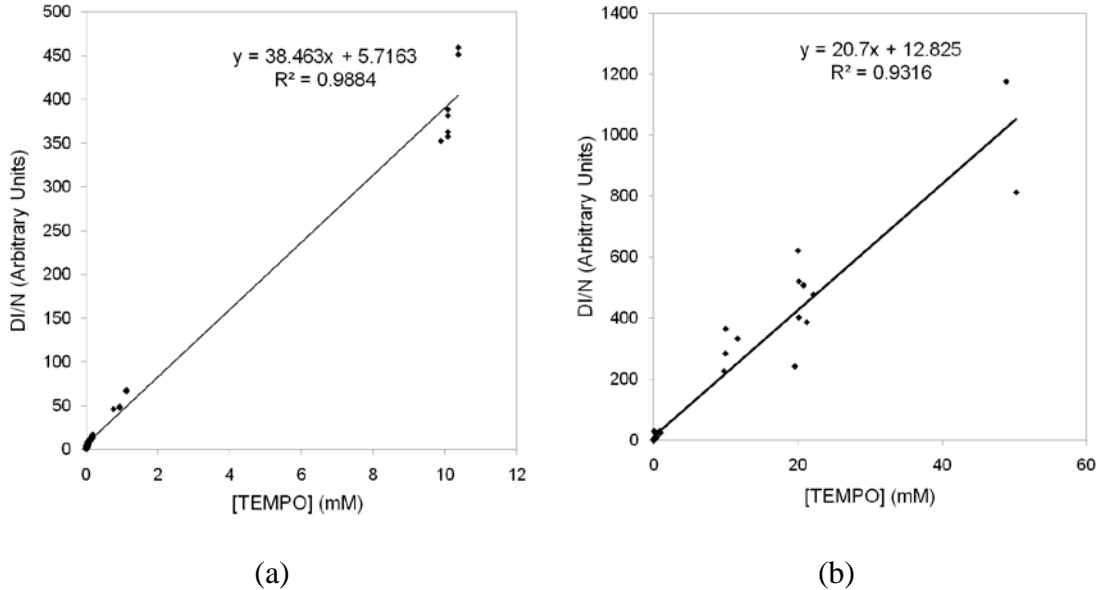 500
450
400
350
300
250
200
150
100
50
0
DI/N (Arbitrary Units)
y = 38.463x + 5.7163
R² = 0.9884
0 2 4 6 8 10 12
[TEMPO] (mM)
(a)
1400
1200
1000
800
600
400
200
0
DI/N (Arbitrary Units)
y = 20.7x + 12.825
R² = 0.9316
0 20 40 60
[TEMPO] (mM)
(b)